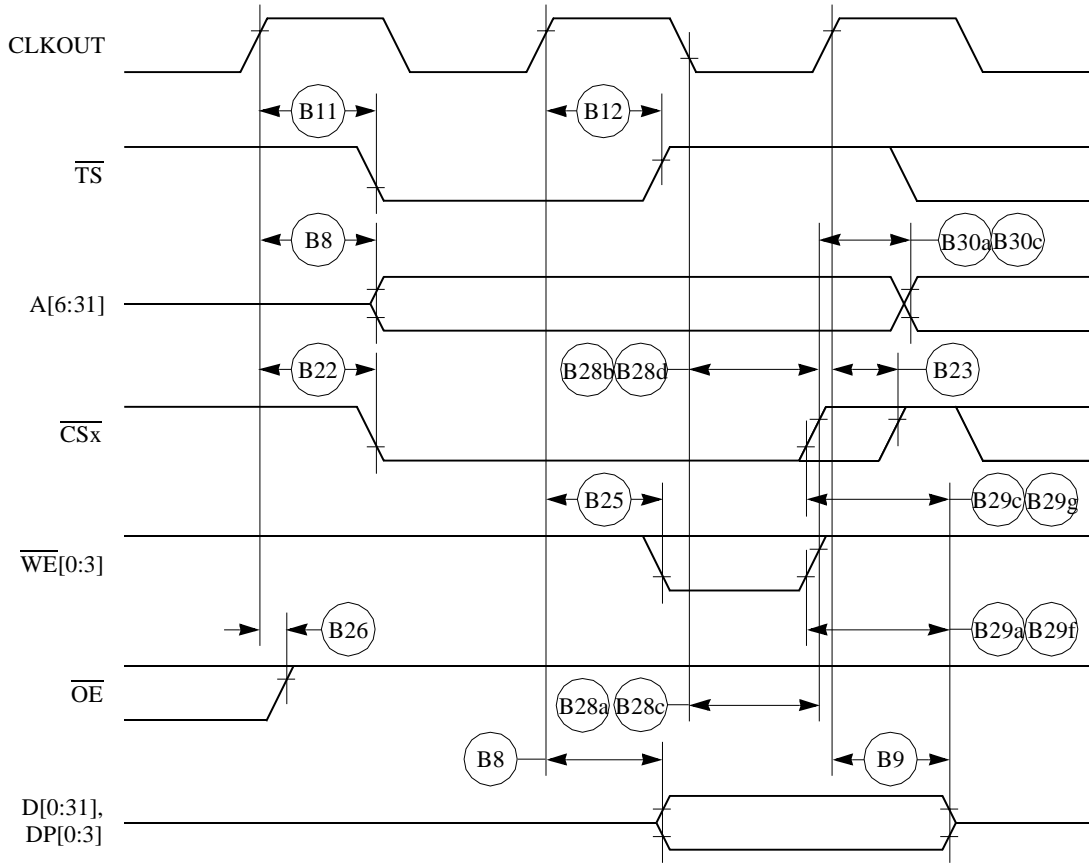 CLKOUT
B11
B12
TS
B8
B30a B30c
A[6:31]
B22
B28b B28d
B23
CSx
B25
B29c B29g
WE[0:3]
B29a B29f
B26
OE
B28a B28c
B8
B9
D[0:31],
DP[0:3]